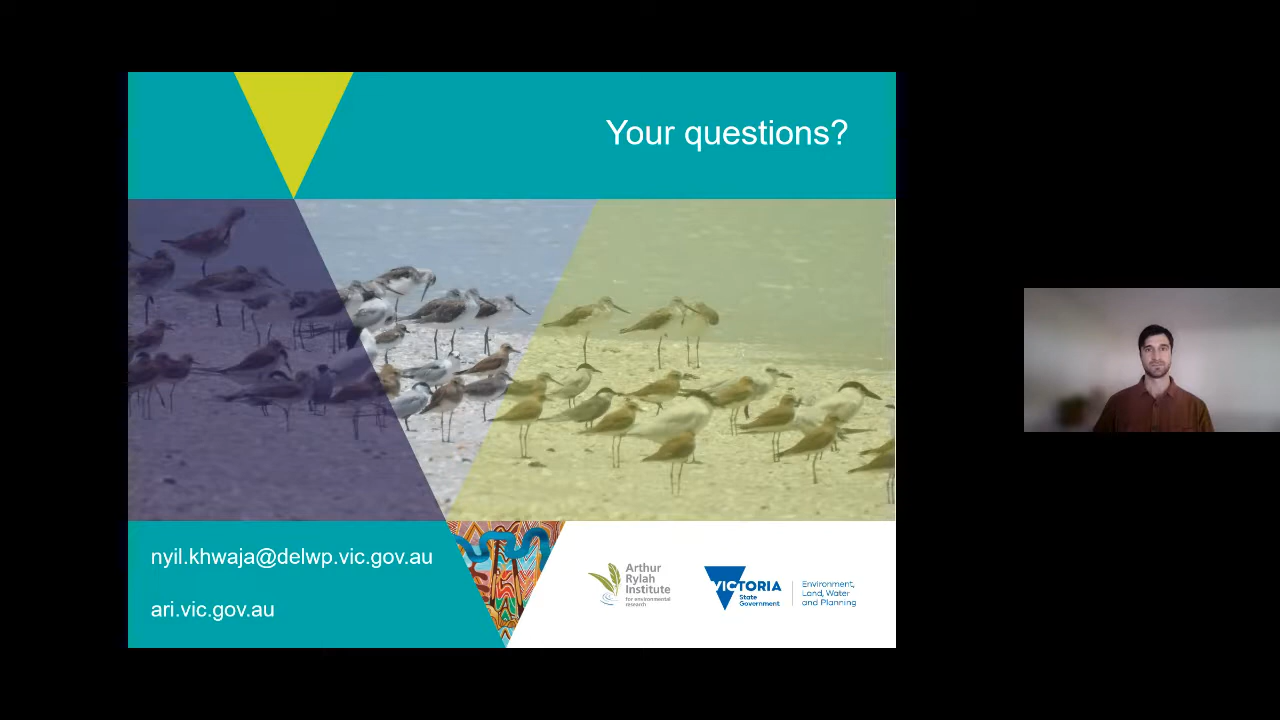 Your questions?
nyil.khwaja@delwp.vic.gov.au
ari.vic.gov.au
Arthur
Rylah
Institute
for environmental
research
VICTORIA
State
Government
Environment,
Land, Water
and Planning